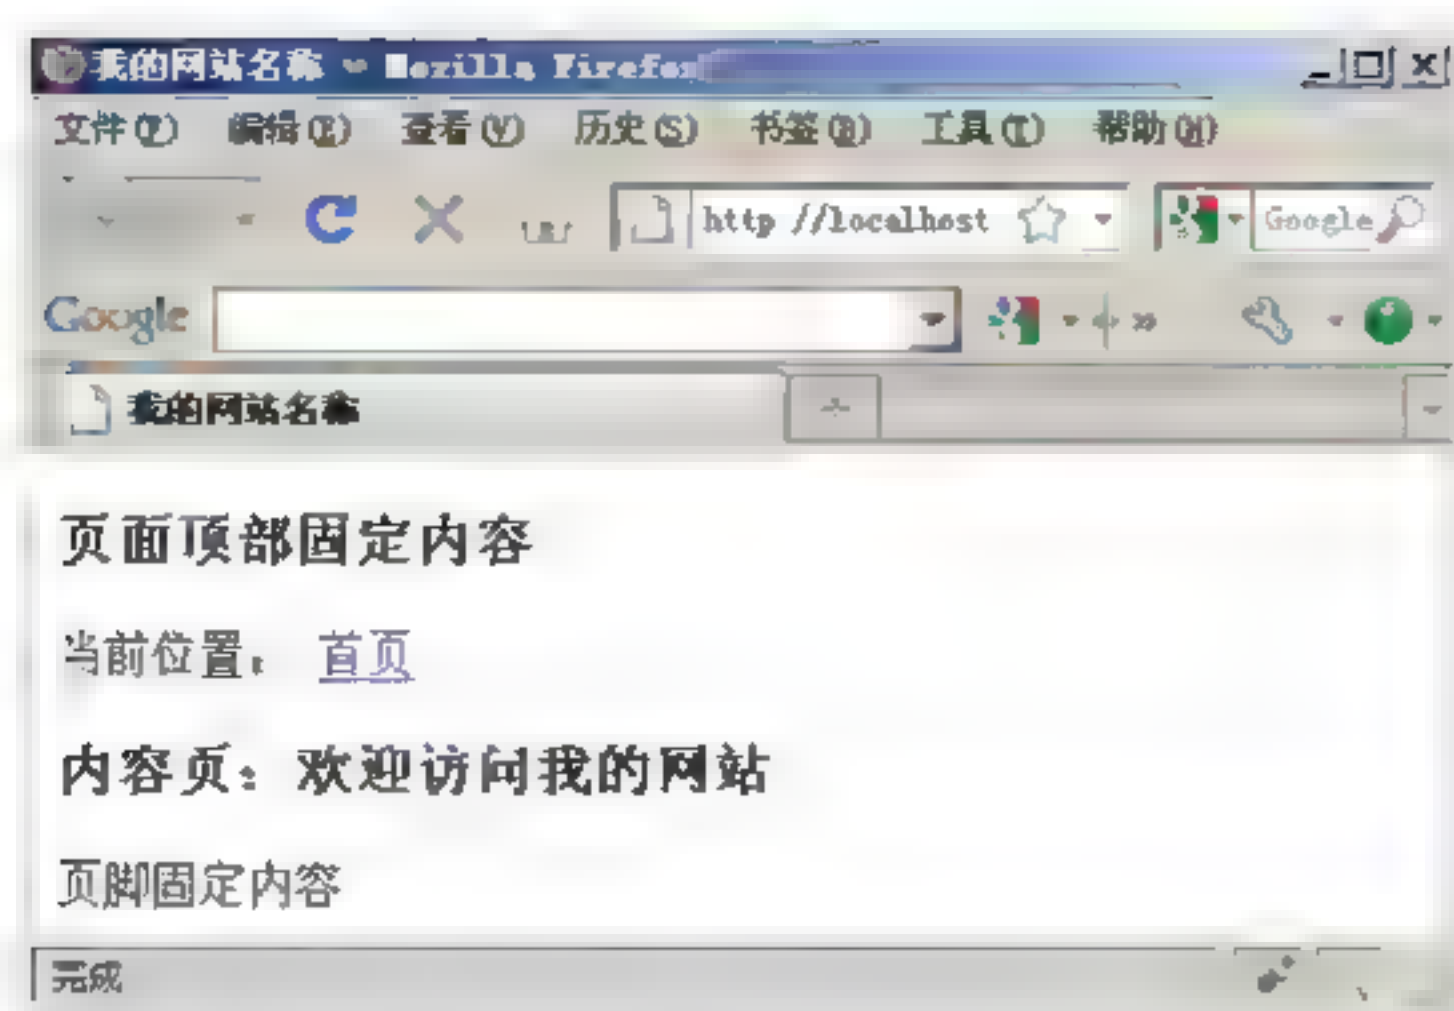 我的网站名称 - Mozilla Firefox
文件(F) 编辑(E) 查看(V) 历史(S) 书签(B) 工具(T) 帮助(H)
http //localhost Google
Google
我的网站名称
页面顶部固定内容
当前位置: 首页
内容页:欢迎访问我的网站
页脚固定内容
完成